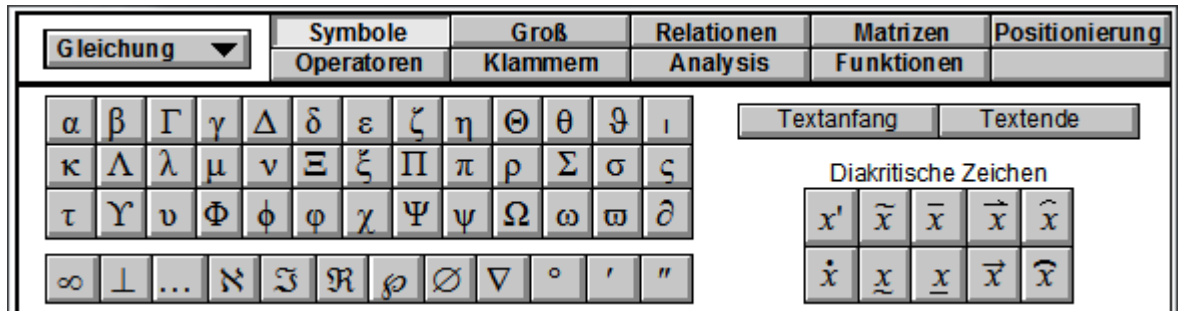 Gleichung
Symbole Groß Relationen Matrizen Positionierung
Operatoren Klammern Analysis Funktionen
α β Γ γ Δ δ ε ζ η Θ θ ϑ ι
κ Λ λ μ ν Ξ ξ Π π ρ Σ σ ς
τ ϒ υ Φ ϕ φ χ Ψ ψ Ω ω ϖ ∂
∞ ⊥ … ℵ ℑ ℜ ℘ ∅ ∇ ° ′ ″
Textanfang Textende
Diakritische Zeichen
x' x̃ x̄ x⃑ x̂
ẋ x̰ x̲ x⃗ x̑